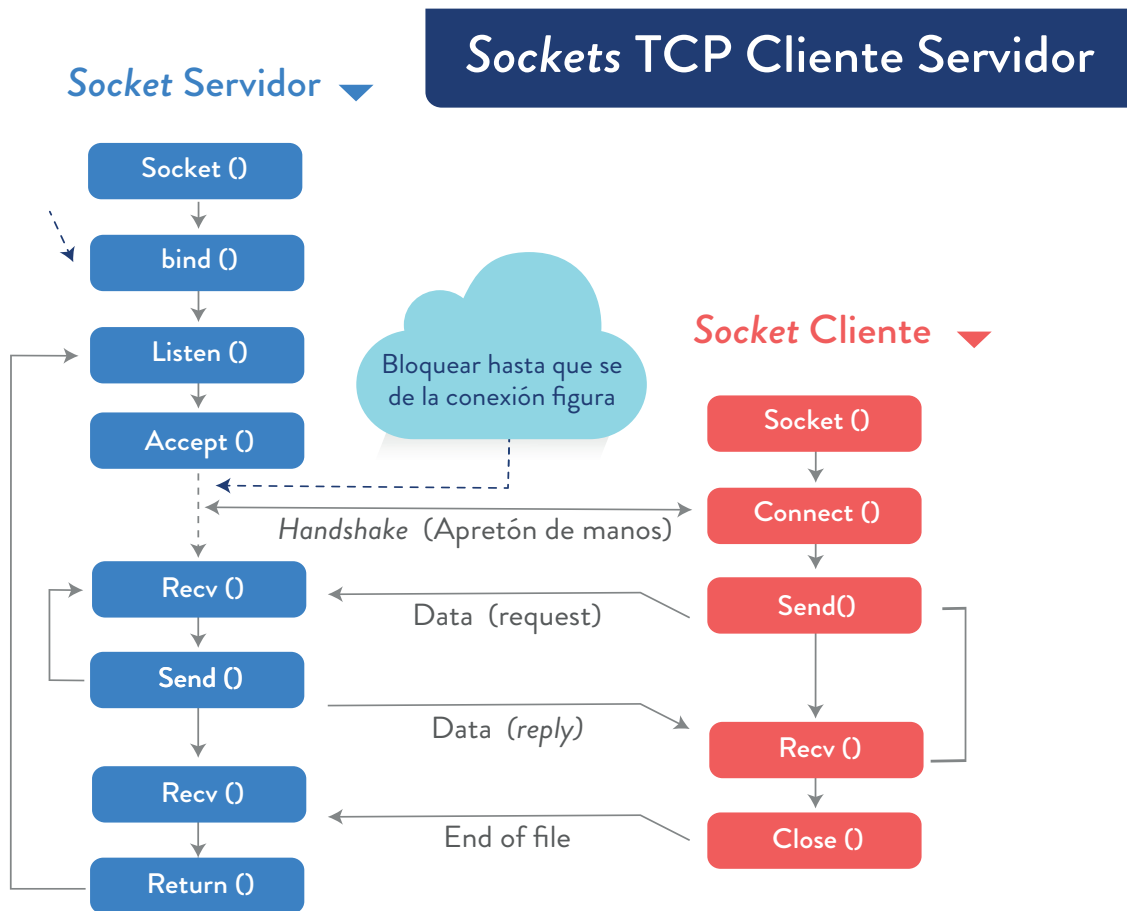 Sockets TCP Cliente Servidor
Socket Servidor
Socket ()
bind ()
Listen ()
Accept ()
Bloquear hasta que se
de la conexión figura
Socket Cliente
Socket ()
Connect ()
Handshake (Apretón de manos)
Recv ()
Data (request)
Send()
Send ()
Data (reply)
Recv ()
Recv ()
End of file
Close ()
Return ()